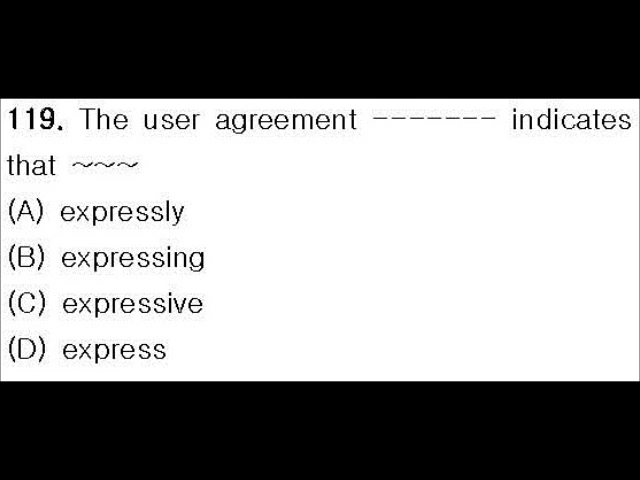 119. The user agreement ------- indicates
that ~~~
(A) expressly
(B) expressing
(C) expressive
(D) express